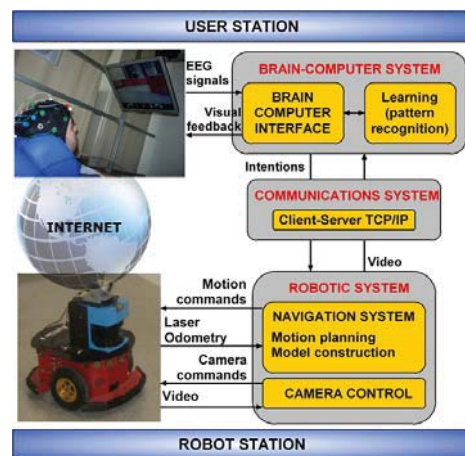 USER STATION
EEG
signals
Visual
feedback
BRAIN-COMPUTER SYSTEM
BRAIN
COMPUTER
INTERFACE
Learning
(pattern
recognition)
Intentions
COMMUNICATIONS SYSTEM
Client-Server TCP/IP
INTERNET
Video
ROBOTIC SYSTEM
Motion
commands
Laser
Odometry
NAVIGATION SYSTEM
Motion planning
Model construction
Camera
commands
Video
CAMERA CONTROL
ROBOT STATION